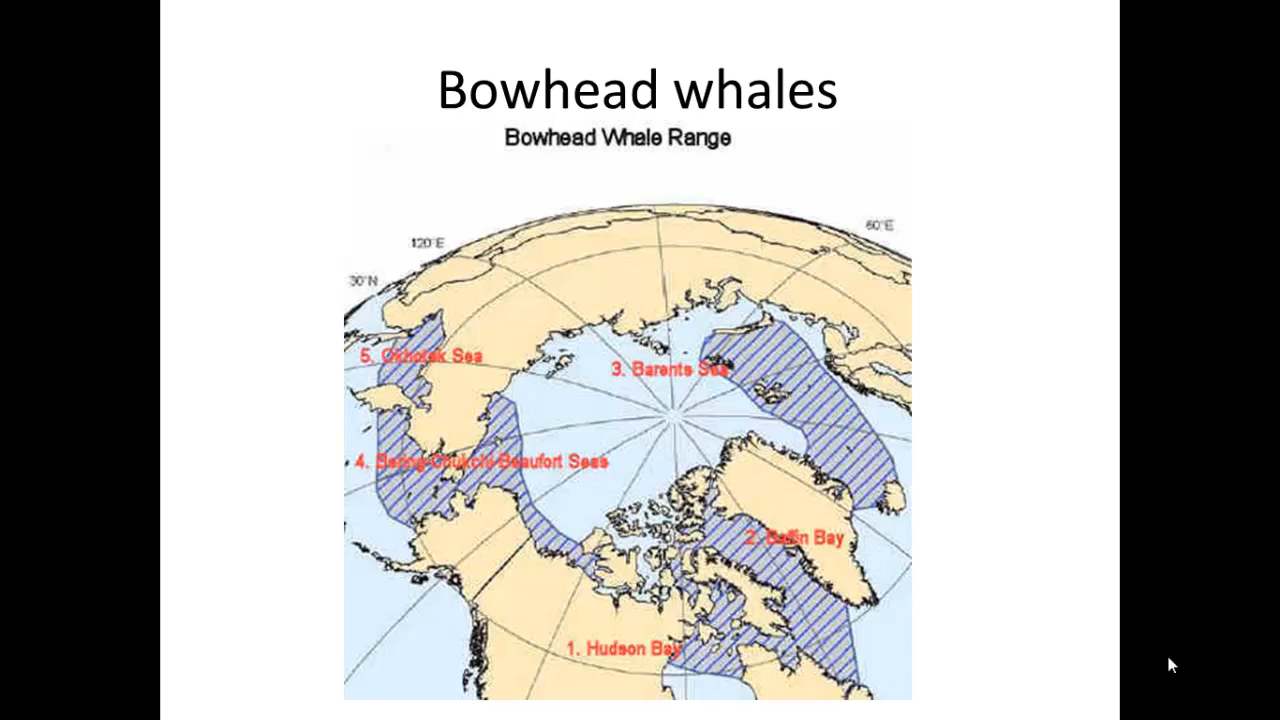 Bowhead whales
Bowhead Whale Range
60°E
120°E
30°N
5. Okhotsk Sea
3. Barents Sea
4. Bering-Chukchi-Beaufort Seas
2. Baffin Bay
1. Hudson Bay